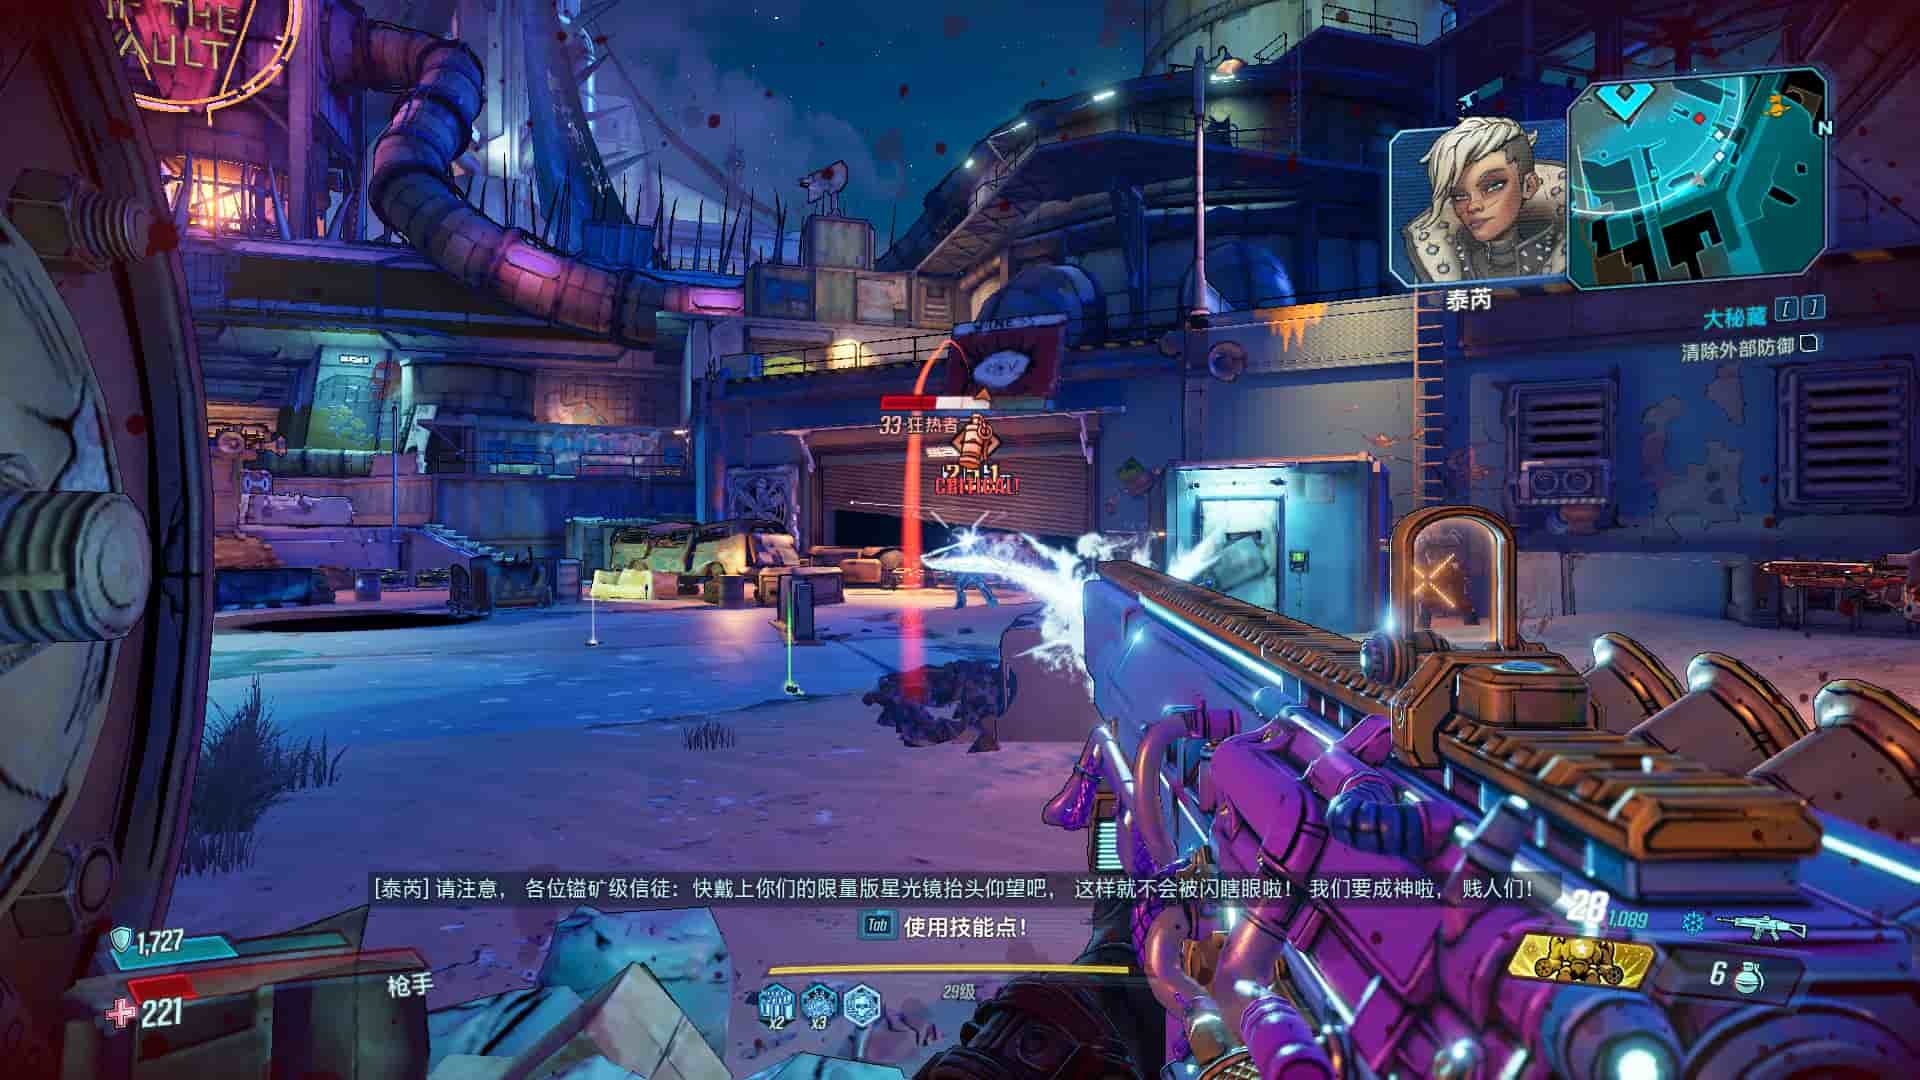 OF THE
VAULT
N
泰芮
大秘藏 [ ]
清除外部防御
33 狂热者
CRITICAL!
[泰芮] 请注意， 各位镒矿级信徒：快戴上你们的限量版星光镜抬头仰望吧， 这样就不会被闪瞎眼啦！ 我们要成神啦， 贱人们！
Tab 使用技能点！
28 1,089
1,727
枪手
6
221
x2 x3
29级